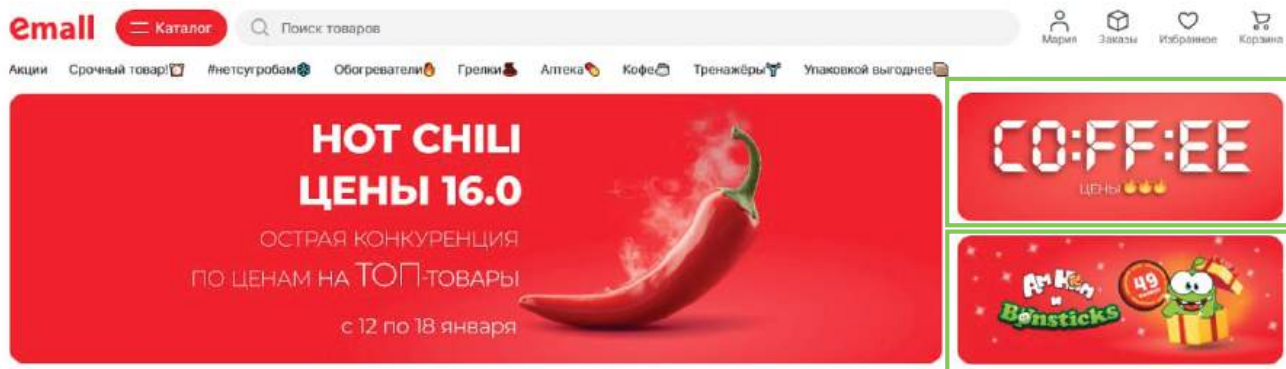 emall
Каталог
Поиск товаров
Мария
Заказы
Избранное
Корзина
Акции
Срочный товар!
#нетсугробам
Обогреватели
Грелки
Аптека
Кофе
Тренажёры
Упаковкой выгоднее
HOT CHILI
ЦЕНЫ 16.0
ОСТРАЯ КОНКУРЕНЦИЯ
ПО ЦЕНАМ НА ТОП-ТОВАРЫ
с 12 по 18 января
CO:FF:EE
ЦЕНЫ
Ам Ням
и
Bonsticks
49